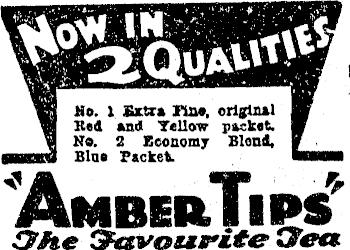 NOW IN
2 QUALITIES
No. 1 Extra Fine, original
Red and Yellow packet.
No. 2 Economy Blend,
Blue Packet.
"AMBER TIPS"
The Favourite Tea